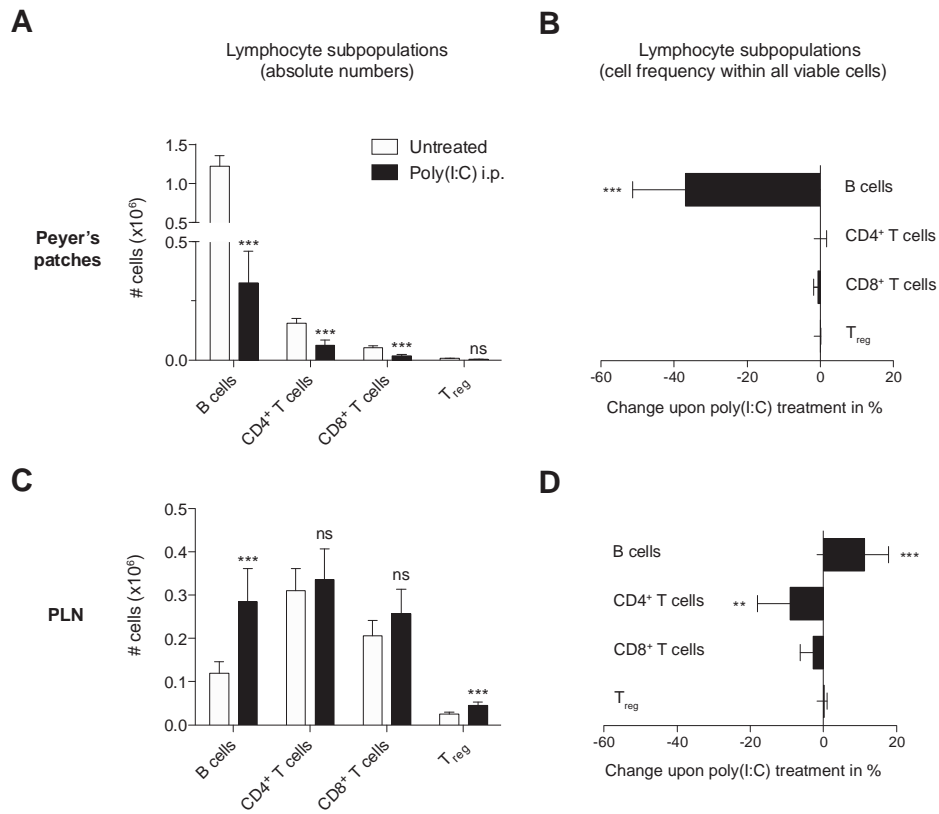 A
Lymphocyte subpopulations
(absolute numbers)
B
Lymphocyte subpopulations
(cell frequency within all viable cells)
Peyer's
patches
# cells (x10⁶)
1.5
1.0
0.5
0.5
0.0
Untreated
Poly(I:C) i.p.
***
***
***
ns
B cells
CD4⁺ T cells
CD8⁺ T cells
Treg
***
B cells
CD4⁺ T cells
CD8⁺ T cells
Treg
-60 -40 -20 0 20
Change upon poly(I:C) treatment in %
C
PLN
# cells (x10⁶)
0.5
0.4
0.3
0.2
0.1
0.0
***
ns
ns
***
B cells
CD4⁺ T cells
CD8⁺ T cells
Treg
D
B cells
***
CD4⁺ T cells
**
CD8⁺ T cells
Treg
-60 -40 -20 0 20
Change upon poly(I:C) treatment in %